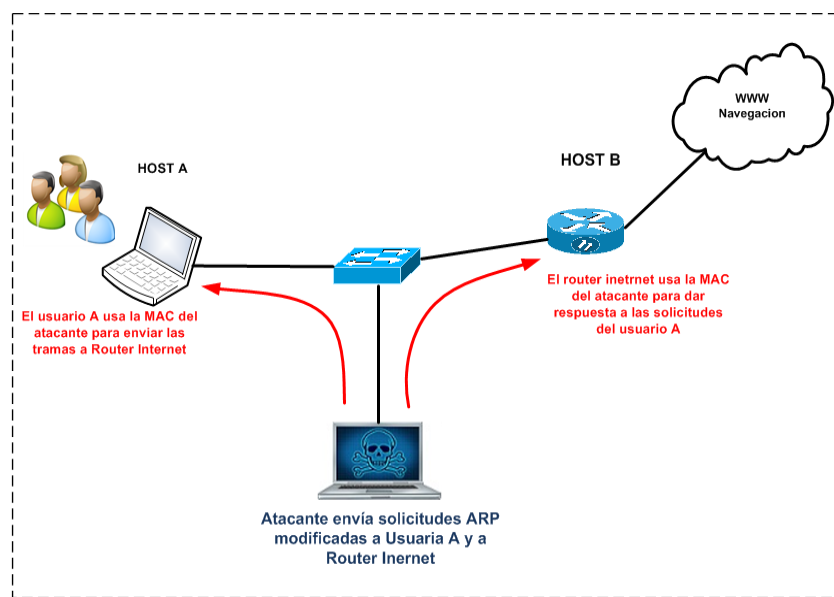 WWW
Navegacion
HOST A
HOST B
El usuario A usa la MAC del
atacante para enviar las
tramas a Router Internet
El router inetrnet usa la MAC
del atacante para dar
respuesta a las solicitudes
del usuario A
Atacante envía solicitudes ARP
modificadas a Usuaria A y a
Router Inernet